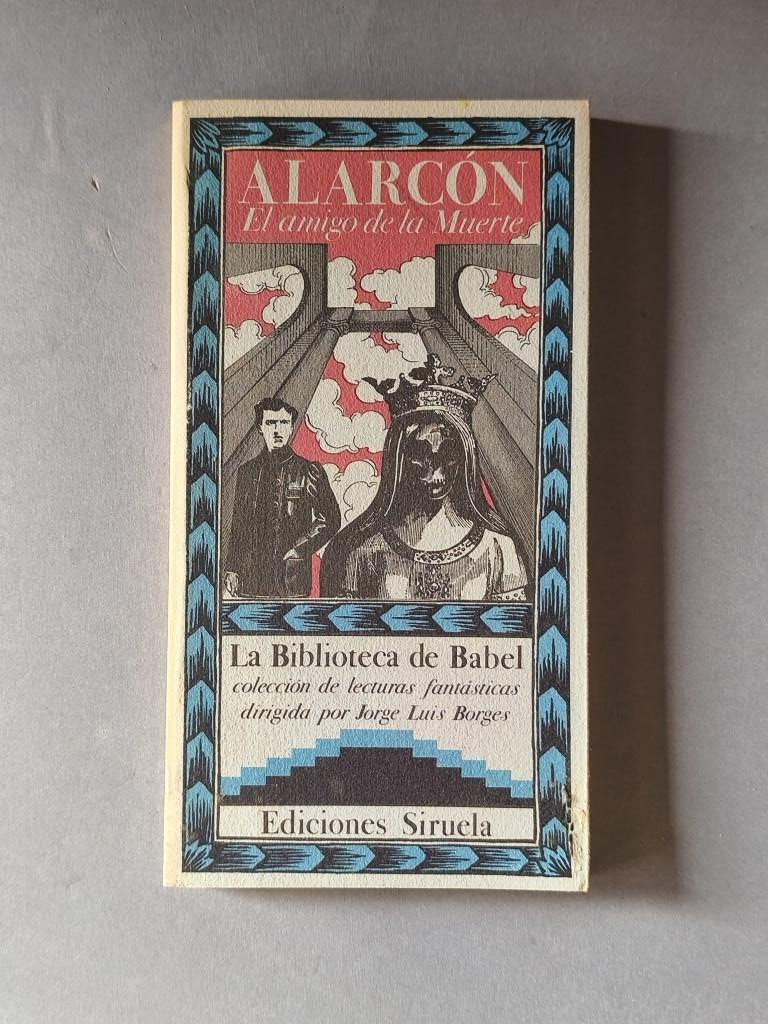 ALARCÓN
El amigo de la Muerte
La Biblioteca de Babel
colección de lecturas fantásticas
dirigida por Jorge Luis Borges
Ediciones Siruela